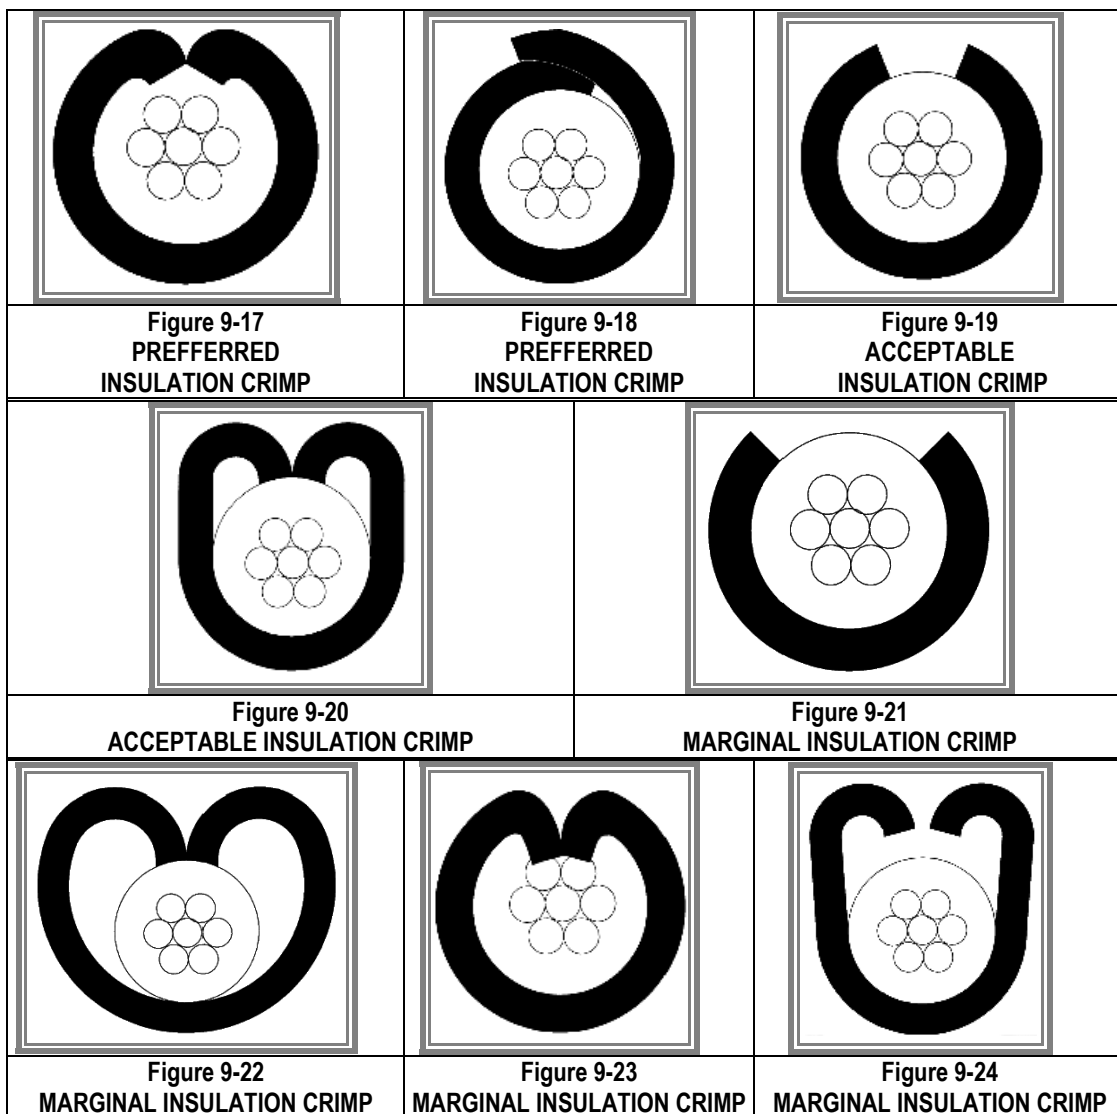 Figure 9-17
PREFFERRED
INSULATION CRIMP
Figure 9-18
PREFFERRED
INSULATION CRIMP
Figure 9-19
ACCEPTABLE
INSULATION CRIMP
Figure 9-20
ACCEPTABLE INSULATION CRIMP
Figure 9-21
MARGINAL INSULATION CRIMP
Figure 9-22
MARGINAL INSULATION CRIMP
Figure 9-23
MARGINAL INSULATION CRIMP
Figure 9-24
MARGINAL INSULATION CRIMP